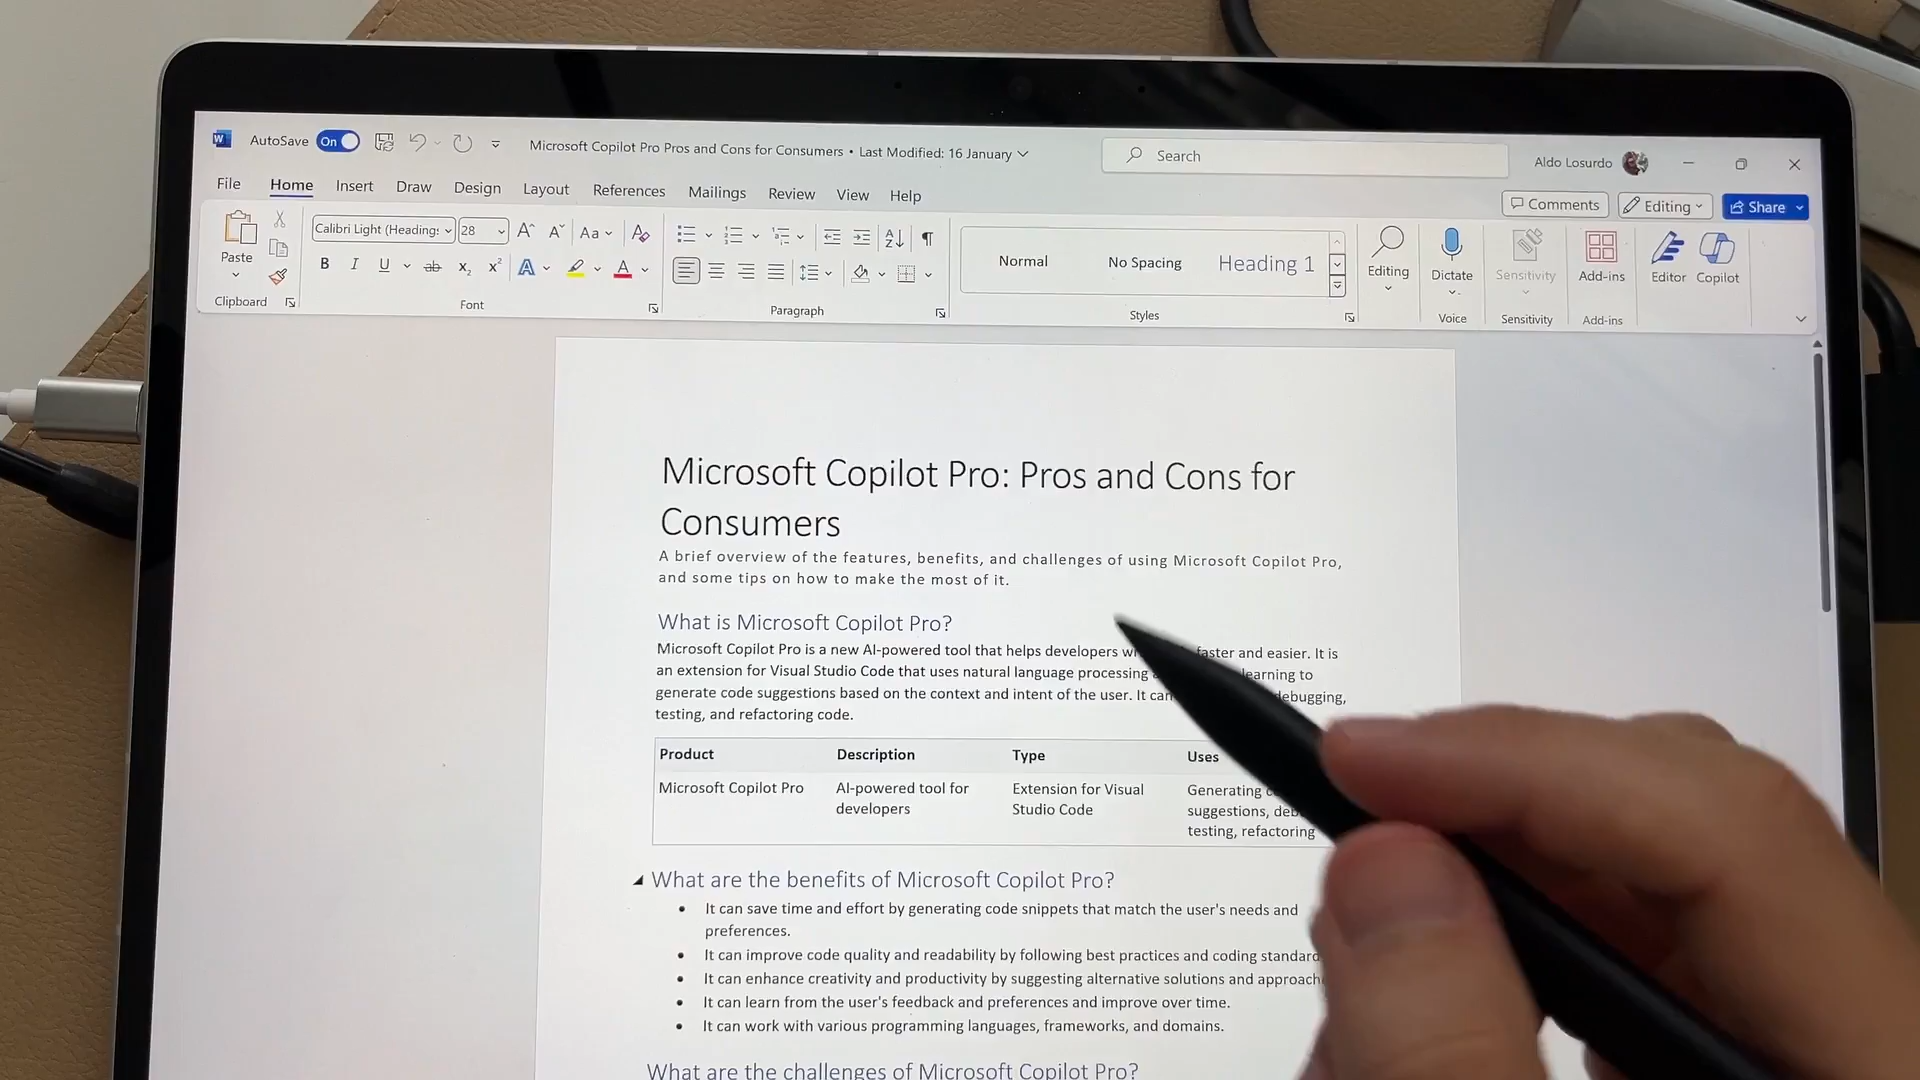 AutoSave On Microsoft Copilot Pro Pros and Cons for Consumers • Last Modified: 16 January Search Aldo Losurdo
File Home Insert Draw Design Layout References Mailings Review View Help Comments Editing Share
Calibri Light (Headings 28 Aa
Paste
B I U ab x₂ x² A A
Normal No Spacing Heading 1
Editing Dictate Sensitivity Add-ins Editor Copilot
Clipboard Font Paragraph Styles Voice Sensitivity Add-ins
Microsoft Copilot Pro: Pros and Cons for
Consumers
A brief overview of the features, benefits, and challenges of using Microsoft Copilot Pro,
and some tips on how to make the most of it.
What is Microsoft Copilot Pro?
Microsoft Copilot Pro is a new AI-powered tool that helps developers faster and easier. It is
an extension for Visual Studio Code that uses natural language processing learning to
generate code suggestions based on the context and intent of the user. It can debugging,
testing, and refactoring code.
Product Description Type Uses
Microsoft Copilot Pro AI-powered tool for Extension for Visual Generating
developers Studio Code suggestions,
testing, refactoring
What are the benefits of Microsoft Copilot Pro?
• It can save time and effort by generating code snippets that match the user's needs and
preferences.
• It can improve code quality and readability by following best practices and coding standard
• It can enhance creativity and productivity by suggesting alternative solutions and approach
• It can learn from the user's feedback and preferences and improve over time.
• It can work with various programming languages, frameworks, and domains.
What are the challenges of Microsoft Copilot Pro?